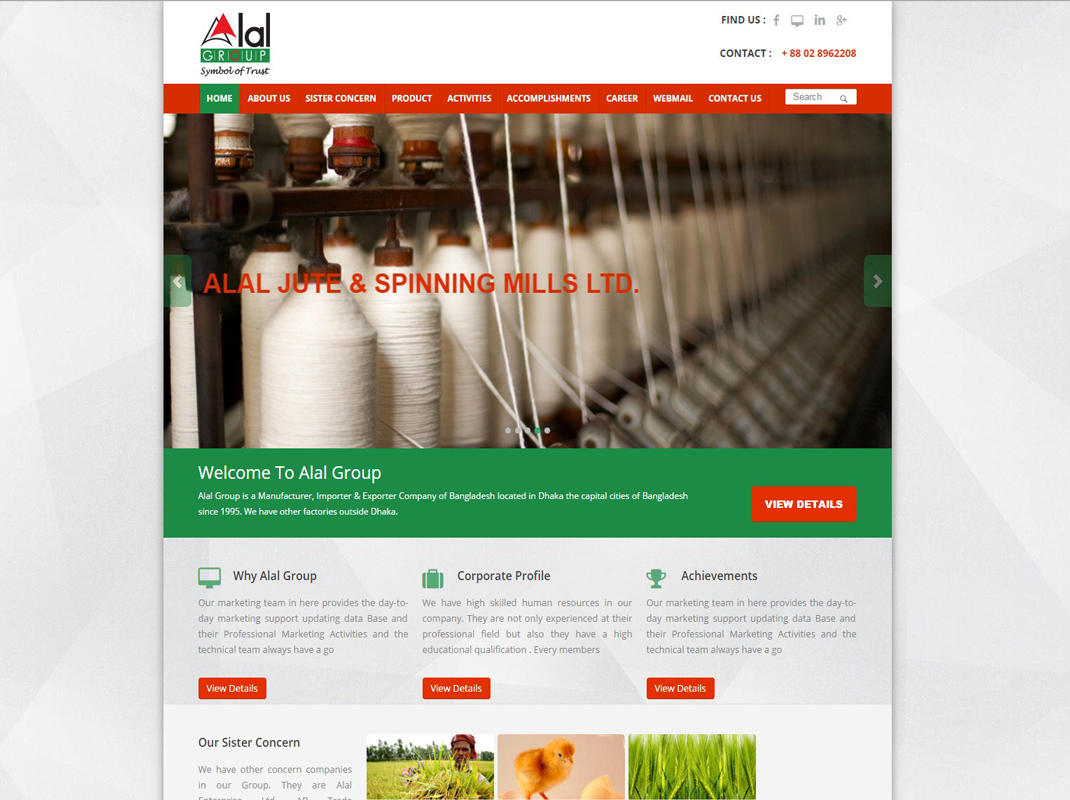 Alal
GROUP
Symbol of Trust
FIND US :
CONTACT : + 88 02 8962208
HOME ABOUT US SISTER CONCERN PRODUCT ACTIVITIES ACCOMPLISHMENTS CAREER WEBMAIL CONTACT US Search
ALAL JUTE & SPINNING MILLS LTD.
Welcome To Alal Group
Alal Group is a Manufacturer, Importer & Exporter Company of Bangladesh located in Dhaka the capital cities of Bangladesh
since 1995. We have other factories outside Dhaka.
VIEW DETAILS
Why Alal Group
Our marketing team in here provides the day-to-
day marketing support updating data Base and
their Professional Marketing Activities and the
technical team always have a go
View Details
Corporate Profile
We have high skilled human resources in our
company. They are not only experienced at their
professional field but also they have a high
educational qualification . Every members
View Details
Achievements
Our marketing team in here provides the day-to-
day marketing support updating data Base and
their Professional Marketing Activities and the
technical team always have a go
View Details
Our Sister Concern
We have other concern companies
in our Group. They are Alal